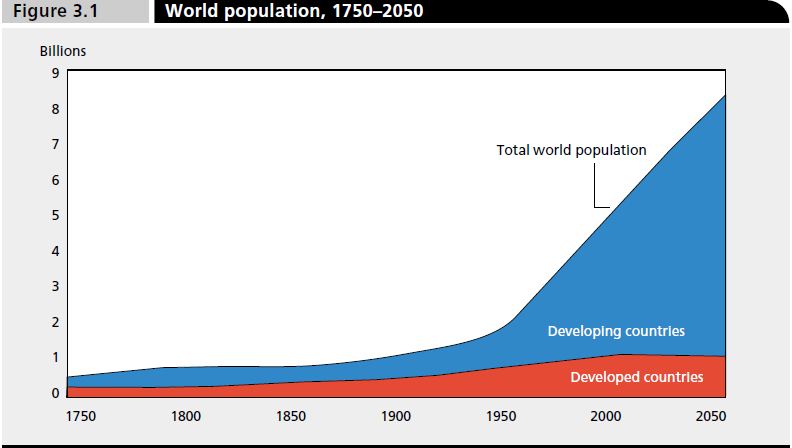 Figure 3.1
World population, 1750–2050
Billions
9
8
7
6
5
4
3
2
1
0
Total world population
Developing countries
Developed countries
1750 1800 1850 1900 1950 2000 2050